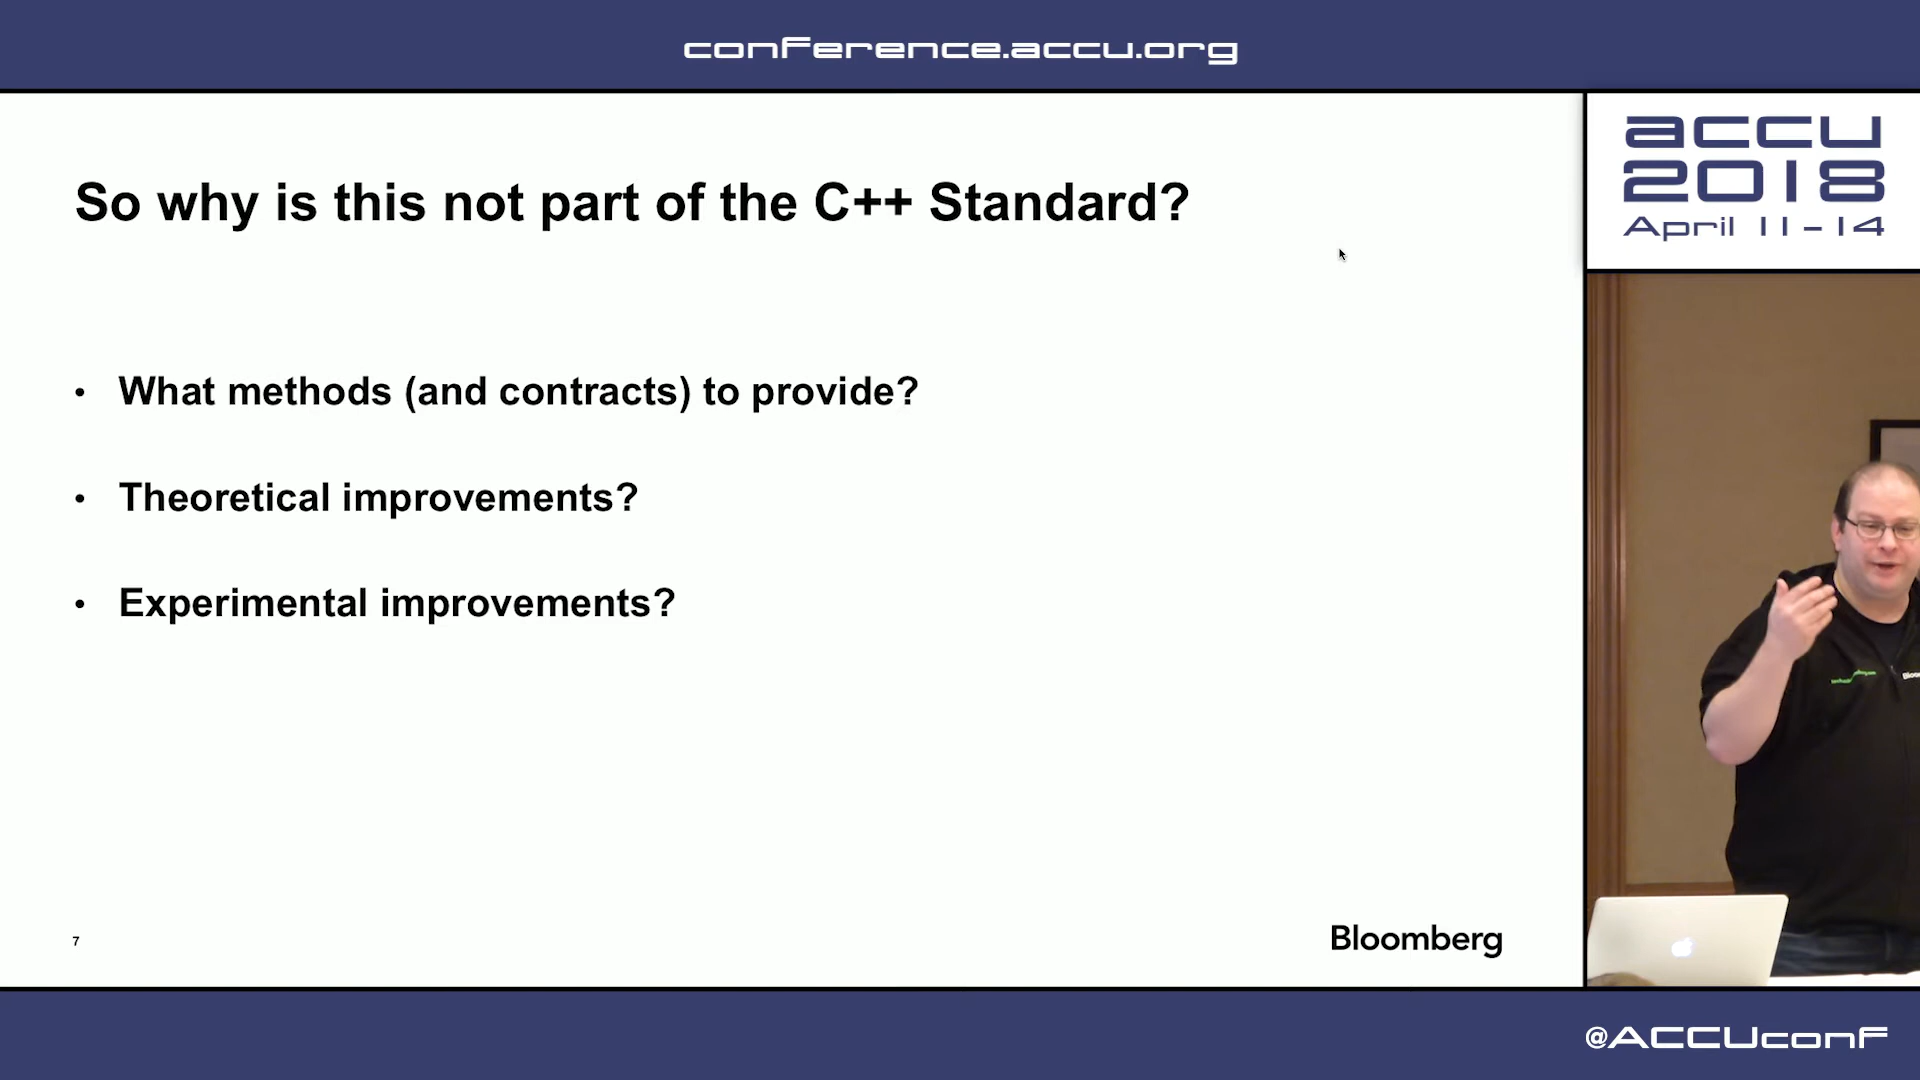 conference.accu.org
accu
2018
April 11-14
So why is this not part of the C++ Standard?
• What methods (and contracts) to provide?
• Theoretical improvements?
• Experimental improvements?
7
Bloomberg
@ACCUconf